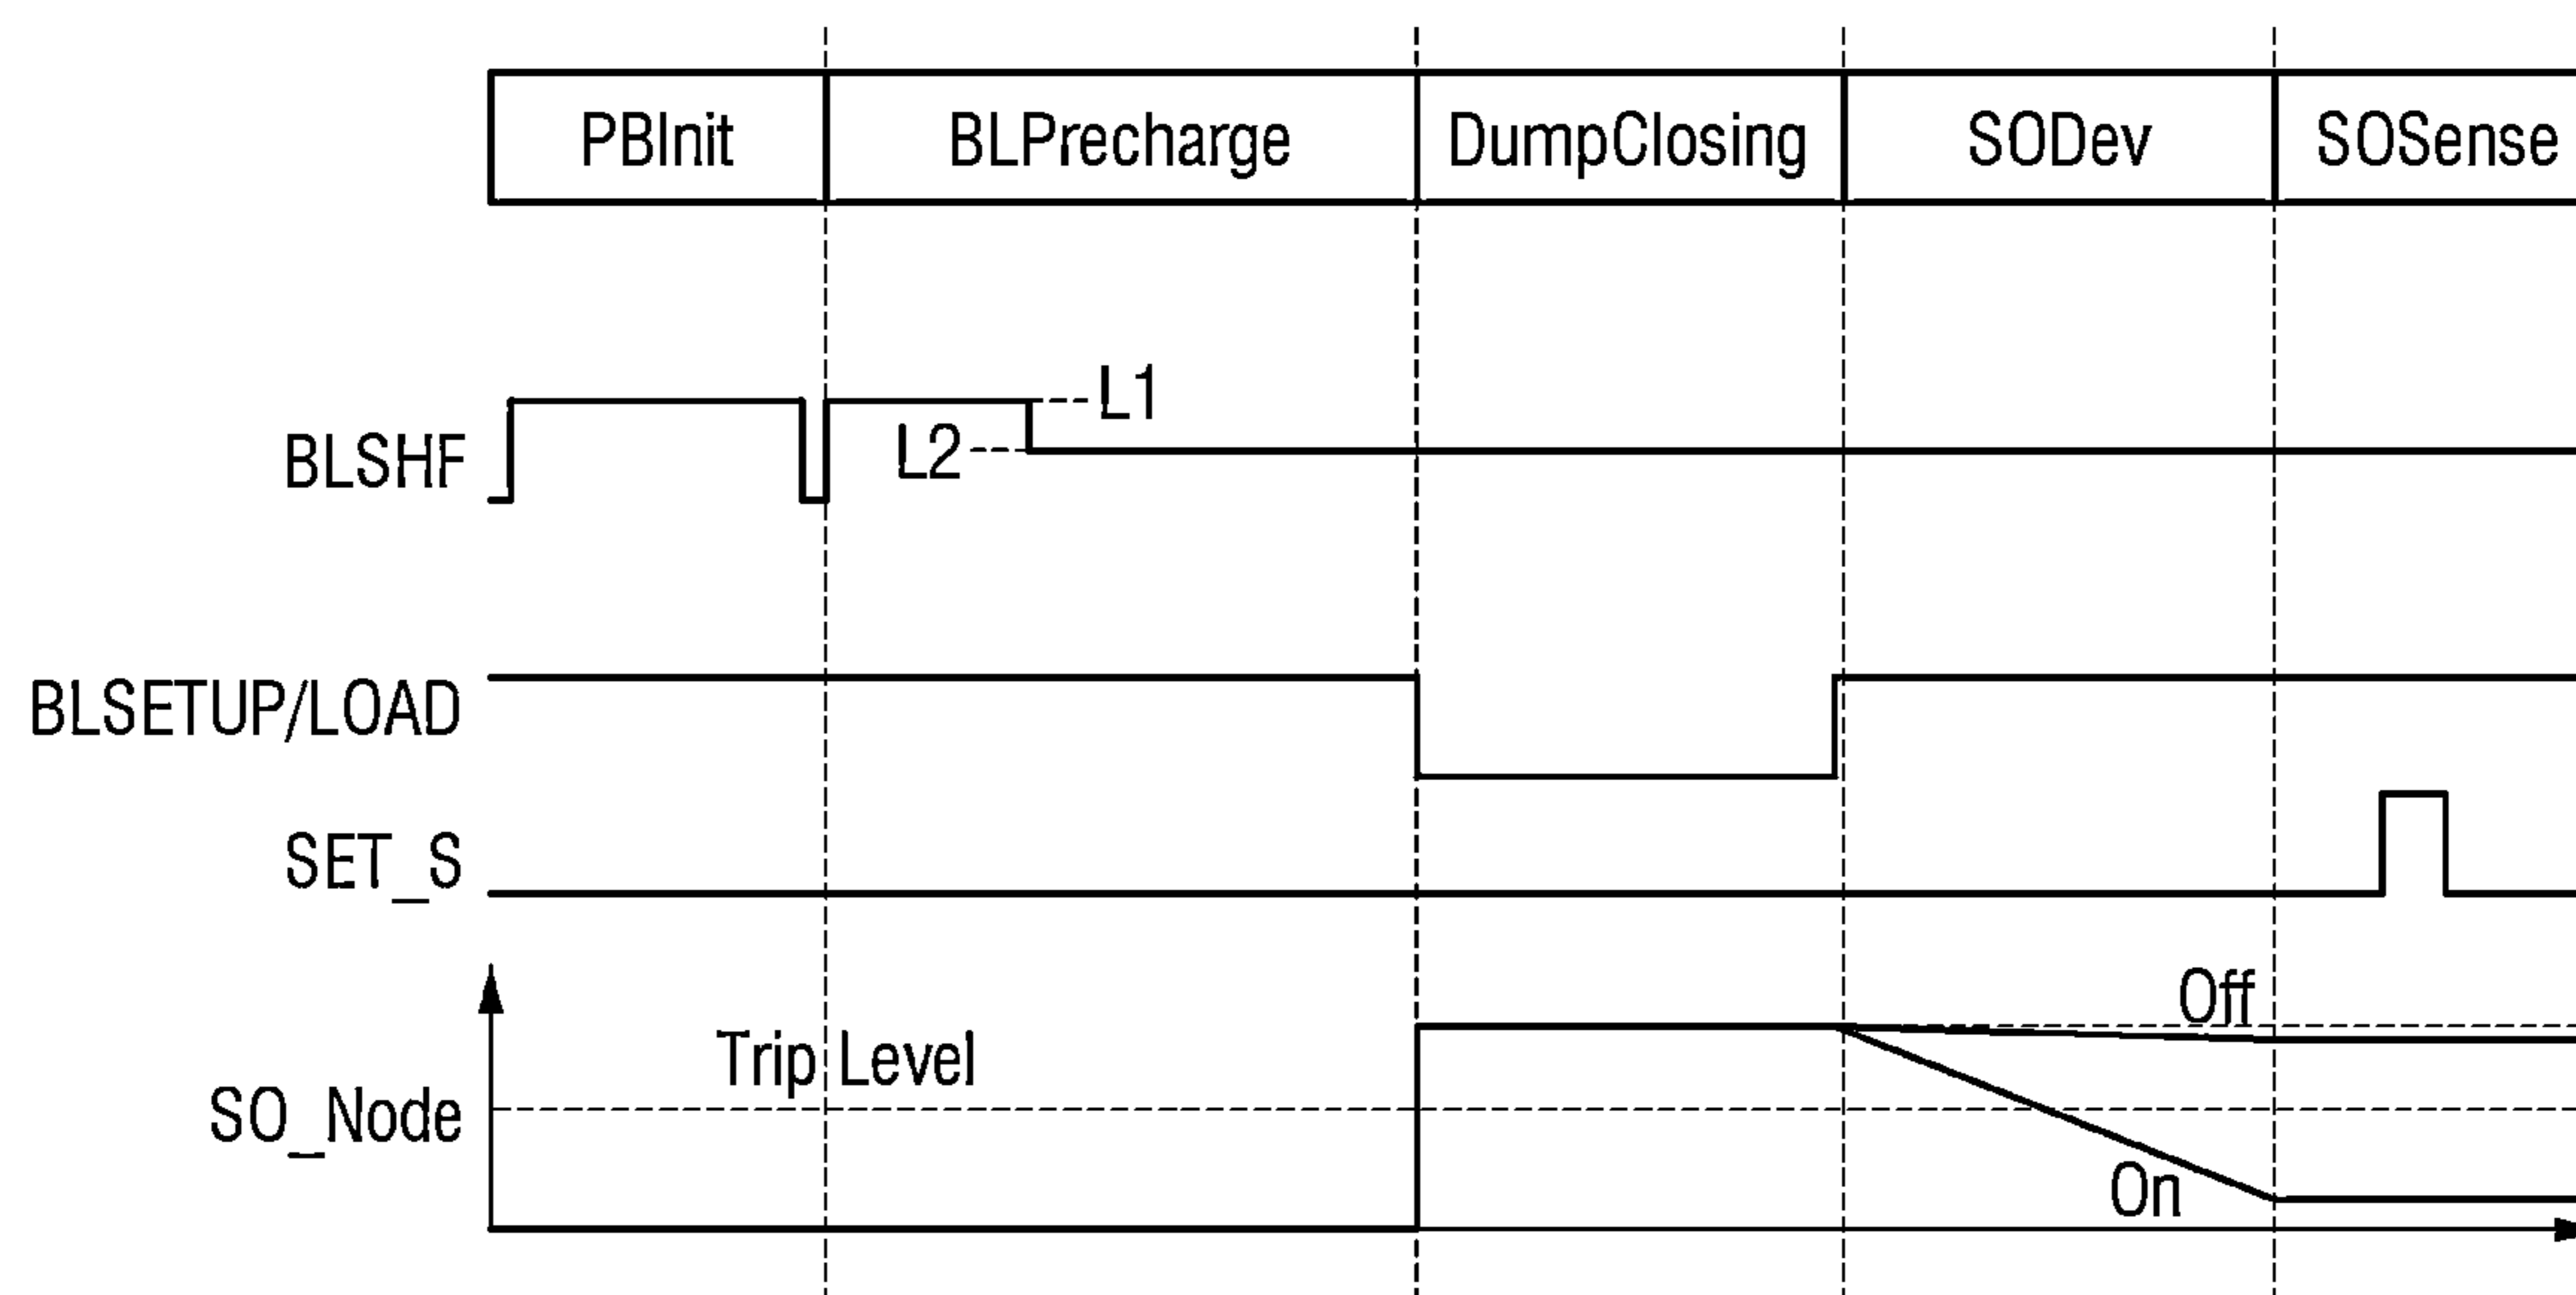 PBInit BLPrecharge DumpClosing SODev SOSense
L1
L2
BLSHF
BLSETUP/LOAD
SET_S
Off
Trip Level
SO_Node
On